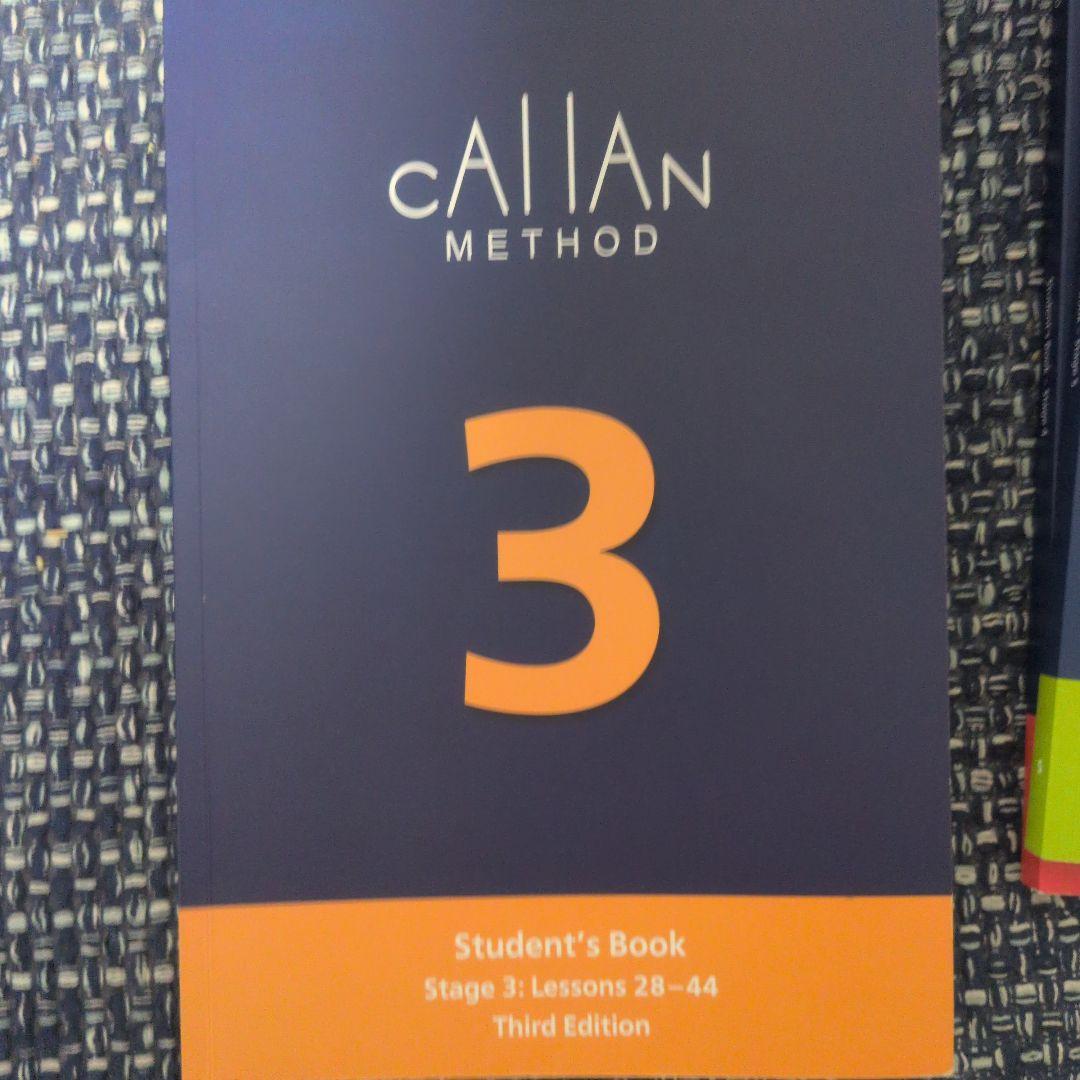 CAllAN
METHOD
3
Student's Book
Stage 3: Lessons 28–44
Third Edition